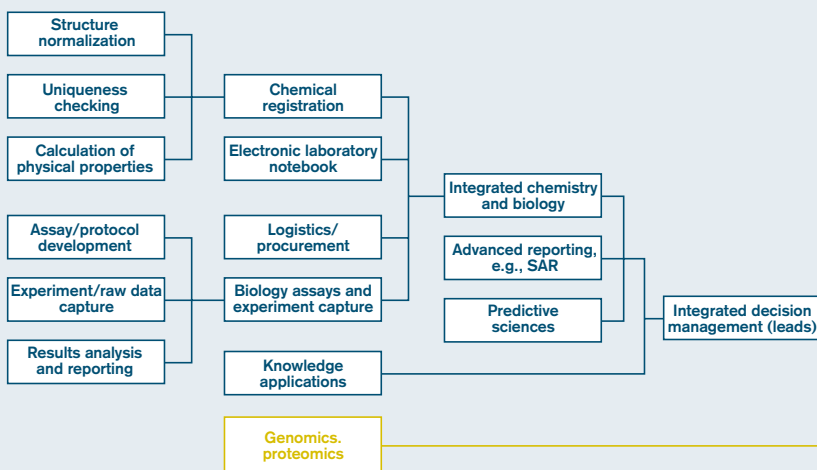 Structure
normalization
Uniqueness
checking
Calculation of
physical properties
Assay/protocol
development
Experiment/raw data
capture
Results analysis
and reporting
Chemical
registration
Electronic laboratory
notebook
Logistics/
procurement
Biology assays and
experiment capture
Knowledge
applications
Genomics.
proteomics
Integrated chemistry
and biology
Advanced reporting,
e.g., SAR
Predictive
sciences
Integrated decision
management (leads)